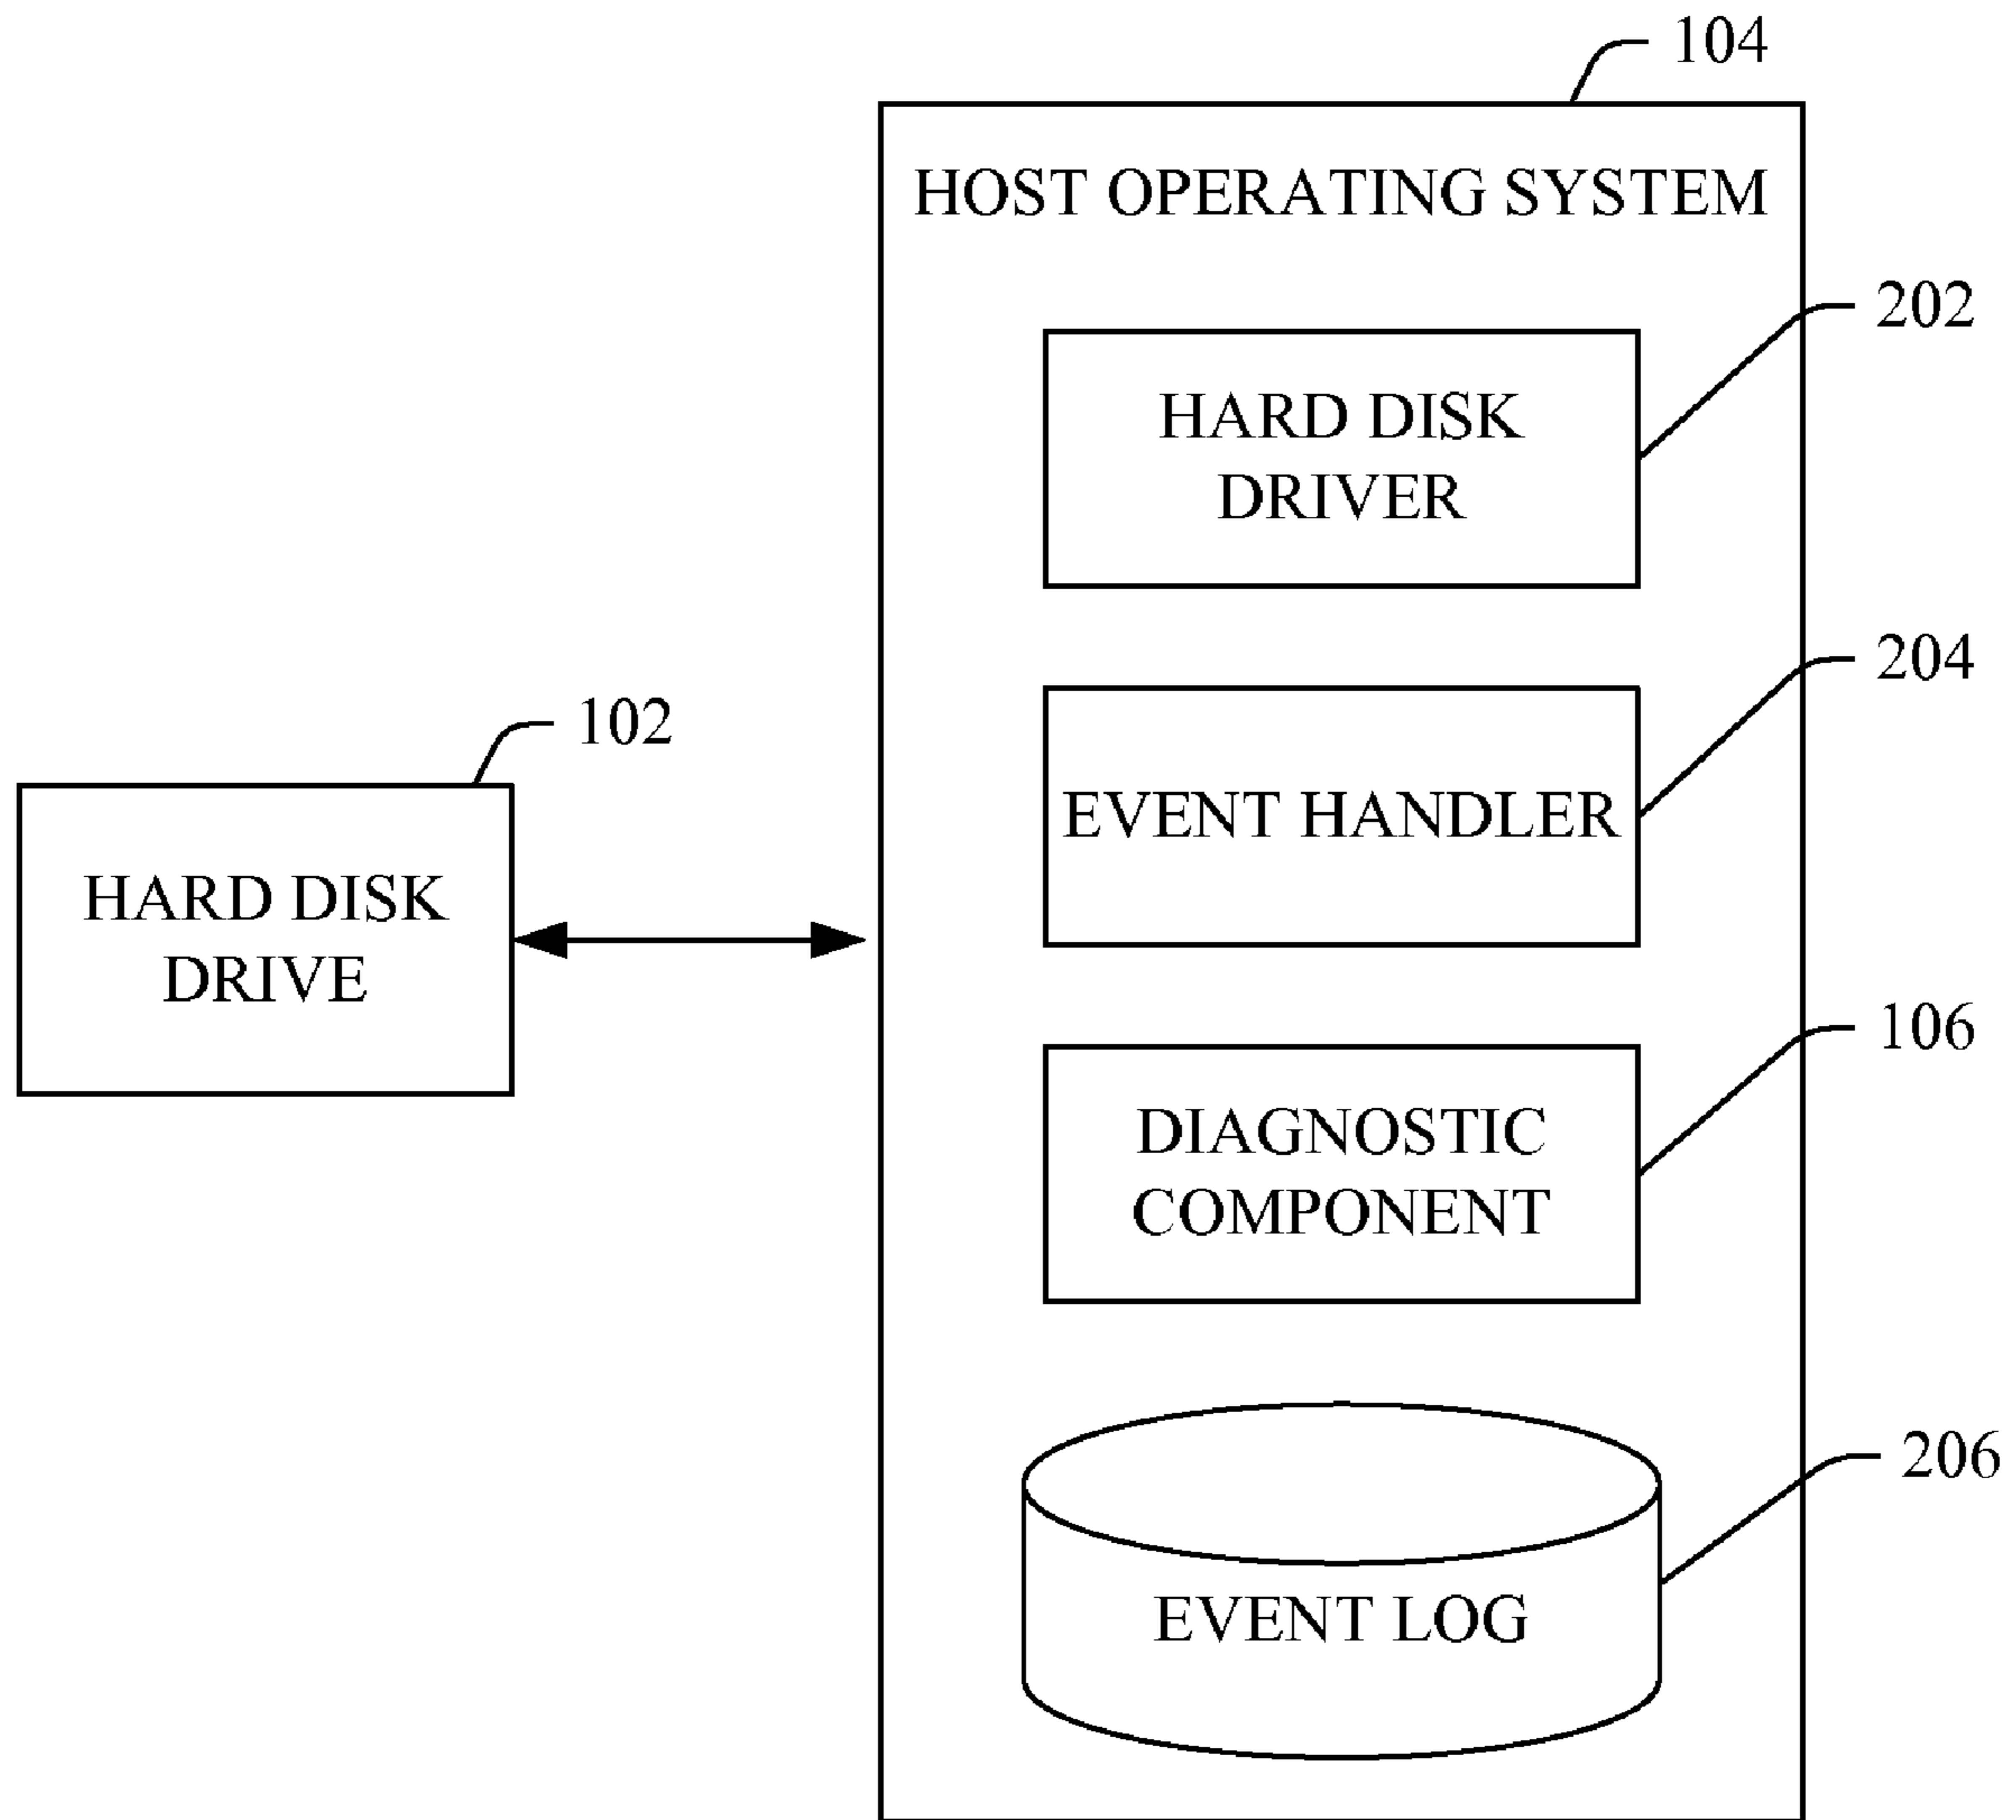 104
HOST OPERATING SYSTEM
202
HARD DISK
DRIVER
204
EVENT HANDLER
102
HARD DISK
DRIVE
106
DIAGNOSTIC
COMPONENT
206
EVENT LOG